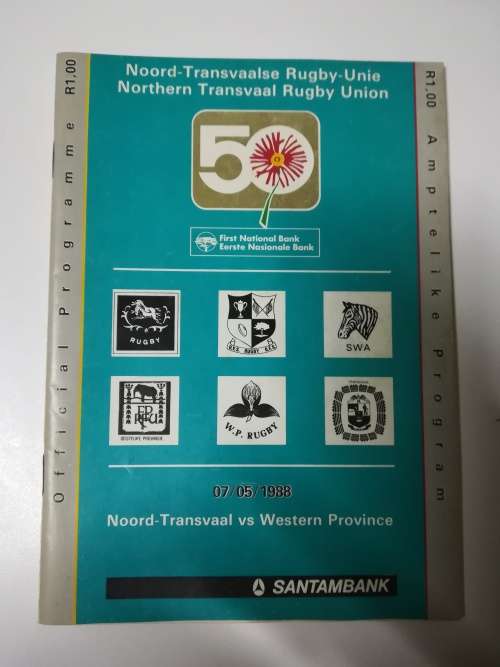 Noord-Transvaalse Rugby-Unie
Northern Transvaal Rugby Union
Official Programme R1,00
R1,00 Amptelike Program
50
First National Bank
Eerste Nasionale Bank
RUGBY
SWA
W.P. RUGBY
07/05/1988
Noord-Transvaal vs Western Province
SANTAMBANK